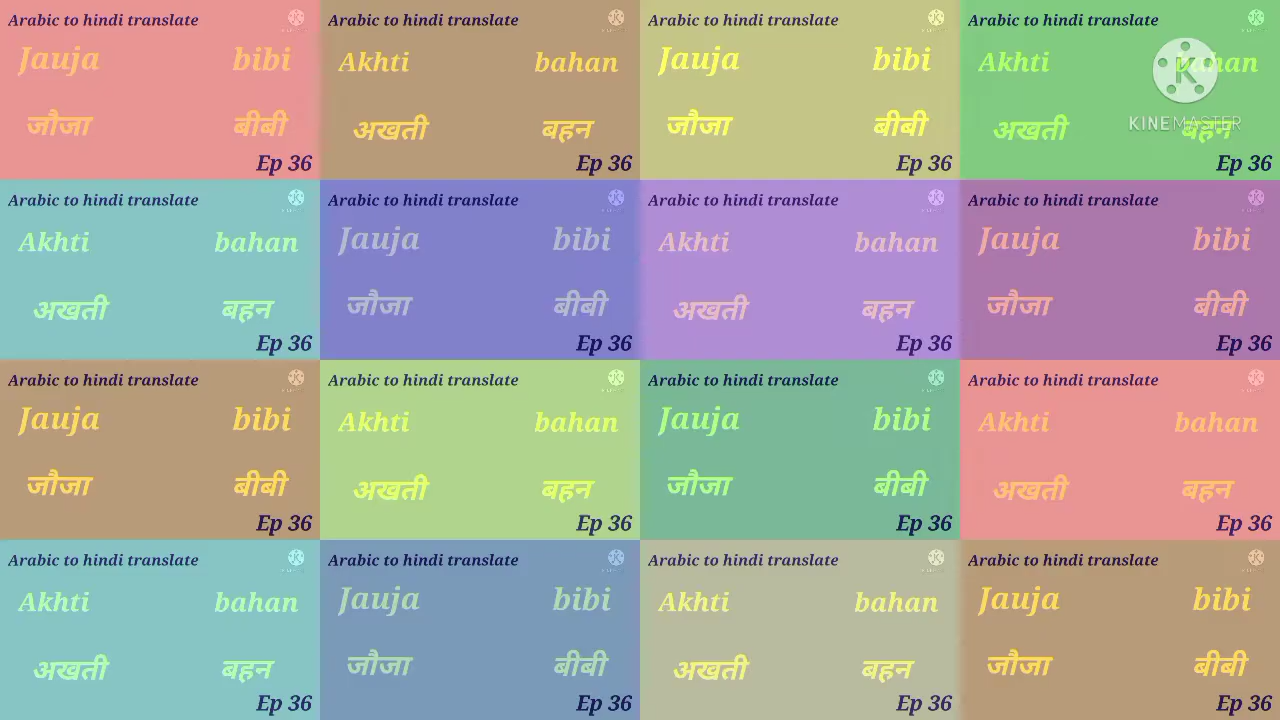 Arabic to hindi translate
Jauja bibi
जौजा बीबी
Ep 36
Arabic to hindi translate
Akhti bahan
अखती बहन
Ep 36
Arabic to hindi translate
Jauja bibi
जौजा बीबी
Ep 36
Arabic to hindi translate
Akhti bahan
KINEMASTER
अखती बहन
Ep 36
Arabic to hindi translate
Akhti bahan
अखती बहन
Ep 36
Arabic to hindi translate
Jauja bibi
जौजा बीबी
Ep 36
Arabic to hindi translate
Akhti bahan
अखती बहन
Ep 36
Arabic to hindi translate
Jauja bibi
जौजा बीबी
Ep 36
Arabic to hindi translate
Jauja bibi
जौजा बीबी
Ep 36
Arabic to hindi translate
Akhti bahan
अखती बहन
Ep 36
Arabic to hindi translate
Jauja bibi
जौजा बीबी
Ep 36
Arabic to hindi translate
Akhti bahan
अखती बहन
Ep 36
Arabic to hindi translate
Akhti bahan
अखती बहन
Ep 36
Arabic to hindi translate
Jauja bibi
जौजा बीबी
Ep 36
Arabic to hindi translate
Akhti bahan
अखती बहन
Ep 36
Arabic to hindi translate
Jauja bibi
जौजा बीबी
Ep 36